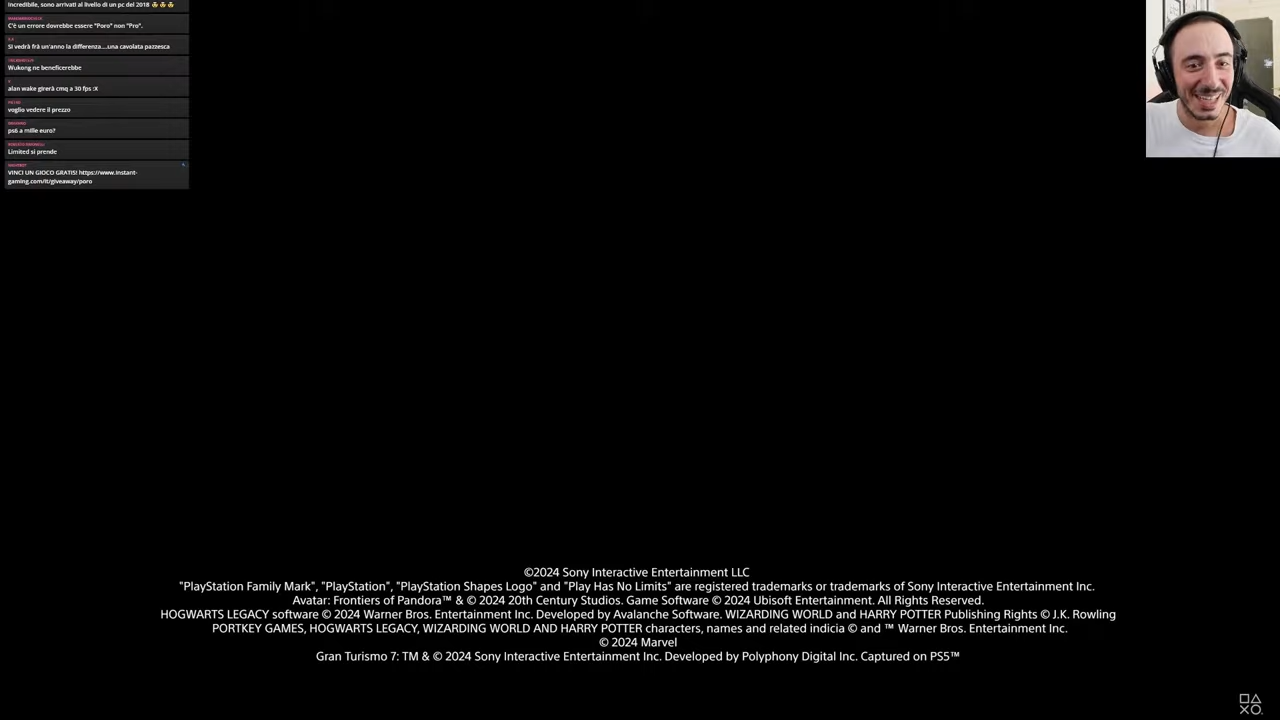 incredibile, sono arrivati al livello di un pc del 2018
C'è un errore dovrebbe essere "Poro" non "Pro".
Si vedrà frà un'anno la differenza....una cavolata pazzesca
Wukong ne beneficerebbe
alan wake girerà cmq a 30 fps :X
voglio vedere il prezzo
ps6 a mille euro?
Limited si prende
VINCI UN GIOCO GRATIS! https://www.instant-
gaming.com/it/giveaway/poro
©2024 Sony Interactive Entertainment LLC
"PlayStation Family Mark", "PlayStation", "PlayStation Shapes Logo" and "Play Has No Limits" are registered trademarks or trademarks of Sony Interactive Entertainment Inc.
Avatar: Frontiers of Pandora™ & © 2024 20th Century Studios. Game Software © 2024 Ubisoft Entertainment. All Rights Reserved.
HOGWARTS LEGACY software © 2024 Warner Bros. Entertainment Inc. Developed by Avalanche Software. WIZARDING WORLD and HARRY POTTER Publishing Rights © J.K. Rowling
PORTKEY GAMES, HOGWARTS LEGACY, WIZARDING WORLD AND HARRY POTTER characters, names and related indicia © and ™ Warner Bros. Entertainment Inc.
© 2024 Marvel
Gran Turismo 7: TM & © 2024 Sony Interactive Entertainment Inc. Developed by Polyphony Digital Inc. Captured on PS5™